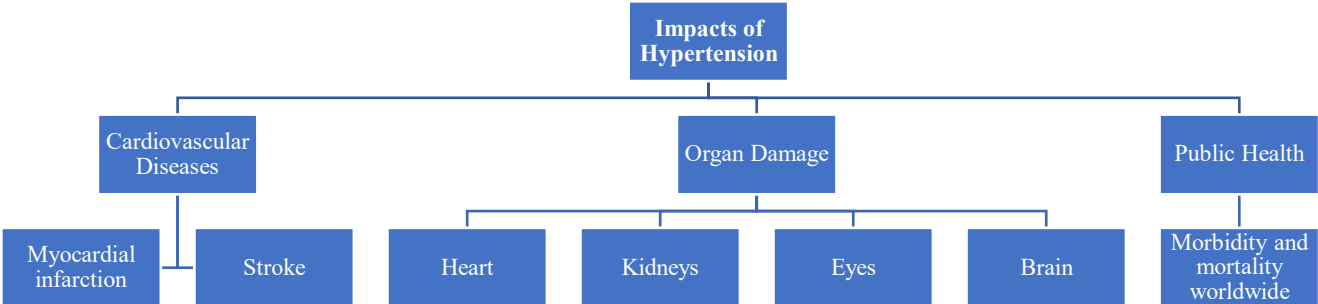 Impacts of
Hypertension
Cardiovascular
Diseases
Organ Damage
Public Health
Myocardial
infarction
Stroke
Heart
Kidneys
Eyes
Brain
Morbidity and
mortality
worldwide